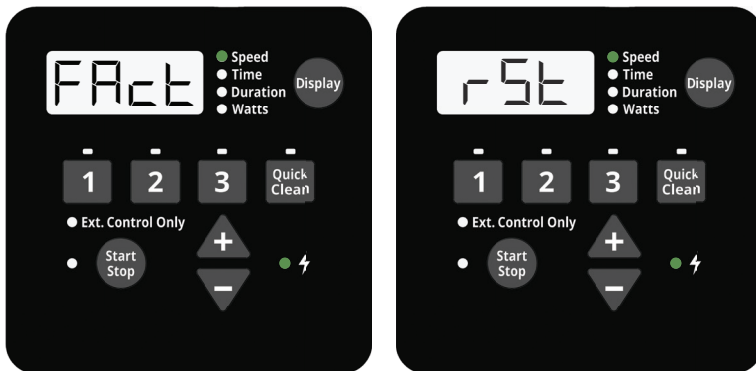 FAct
Speed
Time
Duration
Watts
Display
1 2 3 Quick Clean
Ext. Control Only
Start Stop
+
−
rSt
Speed
Time
Duration
Watts
Display
1 2 3 Quick Clean
Ext. Control Only
Start Stop
+
−